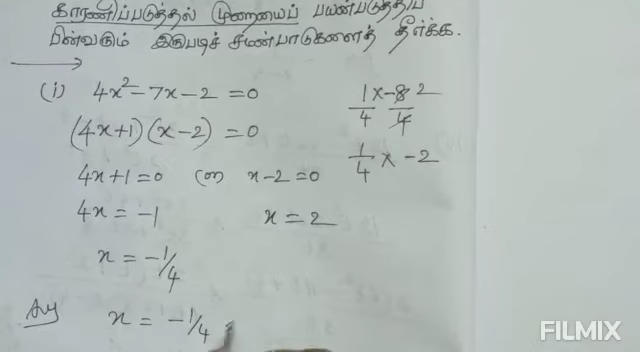 காரணிப்படுத்தல் முறையைப் பயன்படுத்திப்
பின்வரும் இருபடிச் சமன்பாடுகளைத் தீர்க்க.
(i) 4x² - 7x - 2 = 0
(4x+1)(x-2) = 0
4x+1 = 0 (or) x-2 = 0
4x = -1 x = 2
x = -1/4
Ans x = -1/4
1/4 x -8/4 2
1/4 x -2
FILMIX